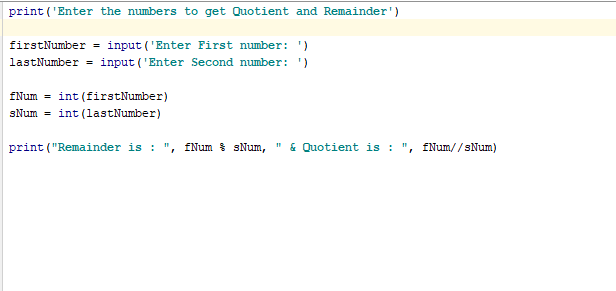 print('Enter the numbers to get Quotient and Remainder')
firstNumber = input('Enter First number: ')
lastNumber = input('Enter Second number: ')
fNum = int(firstNumber)
sNum = int(lastNumber)
print("Remainder is : ", fNum % sNum, " & Quotient is : ", fNum//sNum)